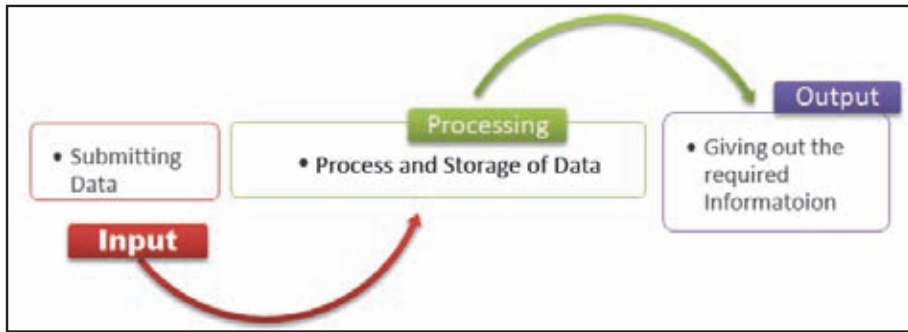 Input
• Submitting
Data
Processing
• Process and Storage of Data
Output
• Giving out the
required
Informatoion